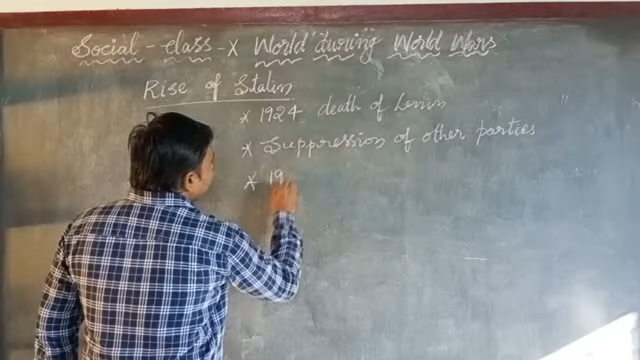 Social-class-X World during World Wars
Rise of Stalin
* 1924 death of Lenin
* Suppression of other parties
* 19